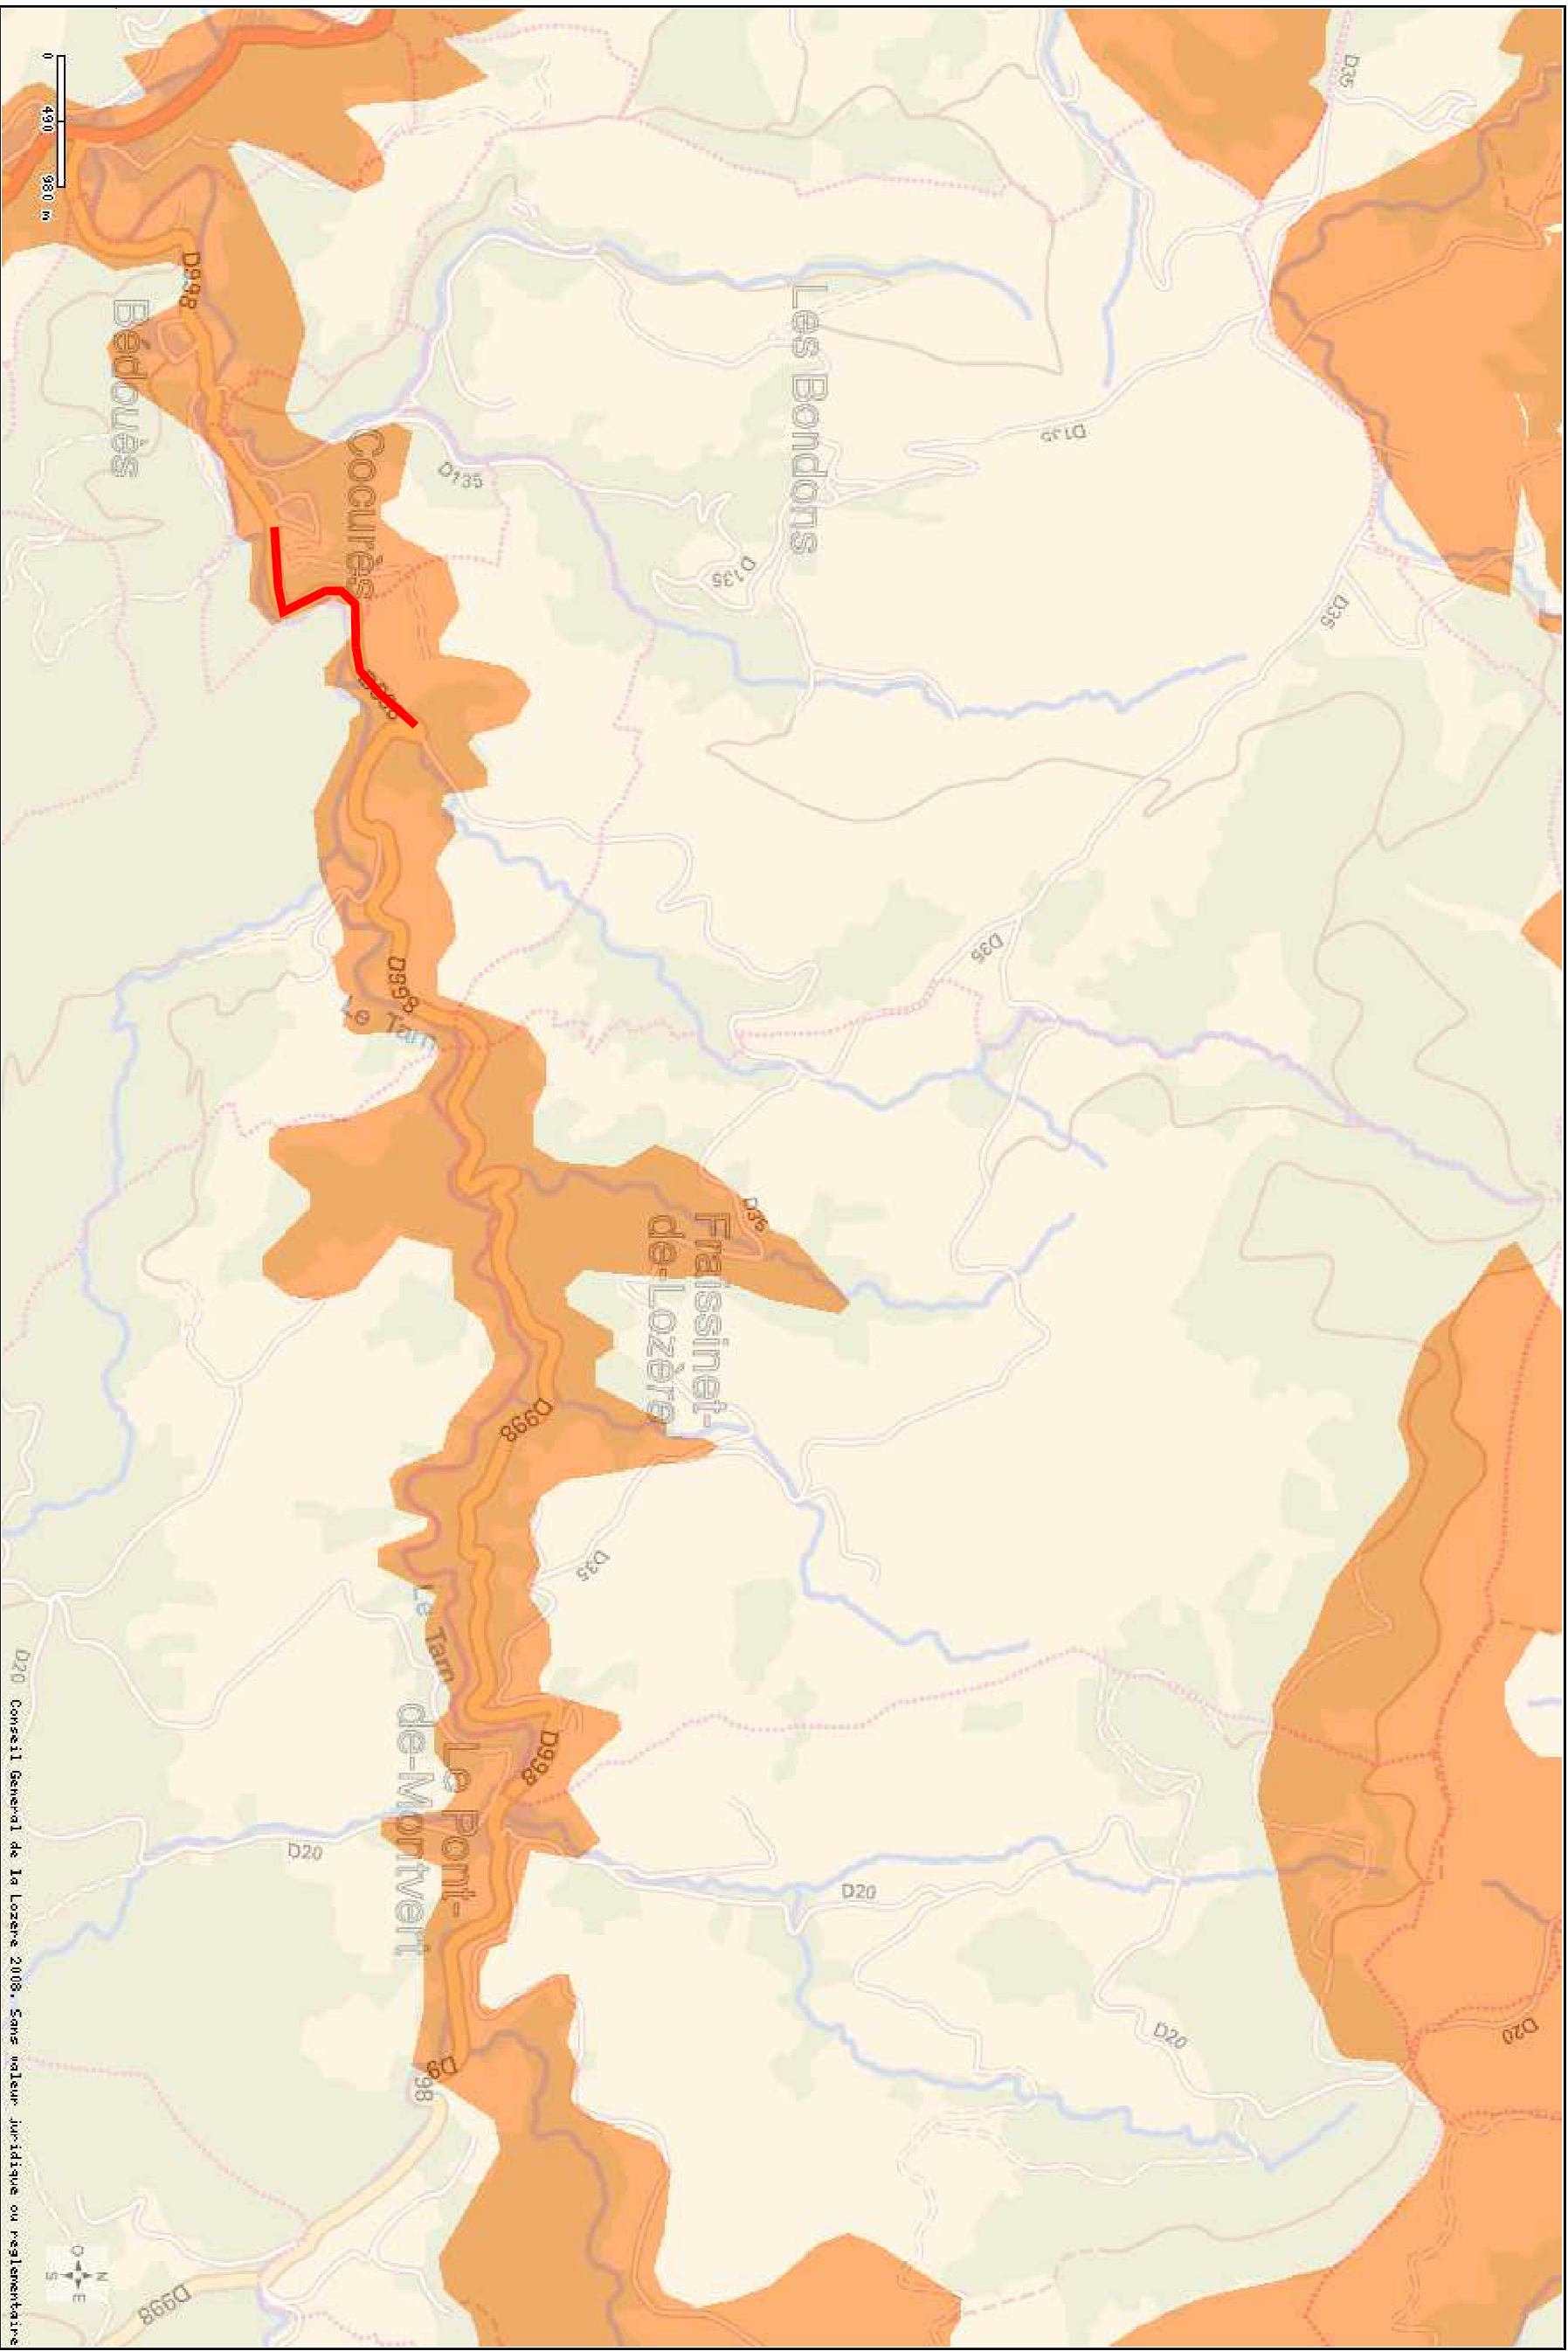 D35
D998
Bédouès
Cocurès
D135
Les Bondons
D135
D135
D35
D998
D35
D998
Le Tarn
D35
Fraissinet-
de-Lozère
D998
D35
Le Tarn
D998
Le Pont-
de-Montvert
D20
D20
D20
D20
D20
D998
D998
0 490 980 m
N
O E
S
Conseil General de la Lozere 2008. Sans valeur juridique ou reglementaire